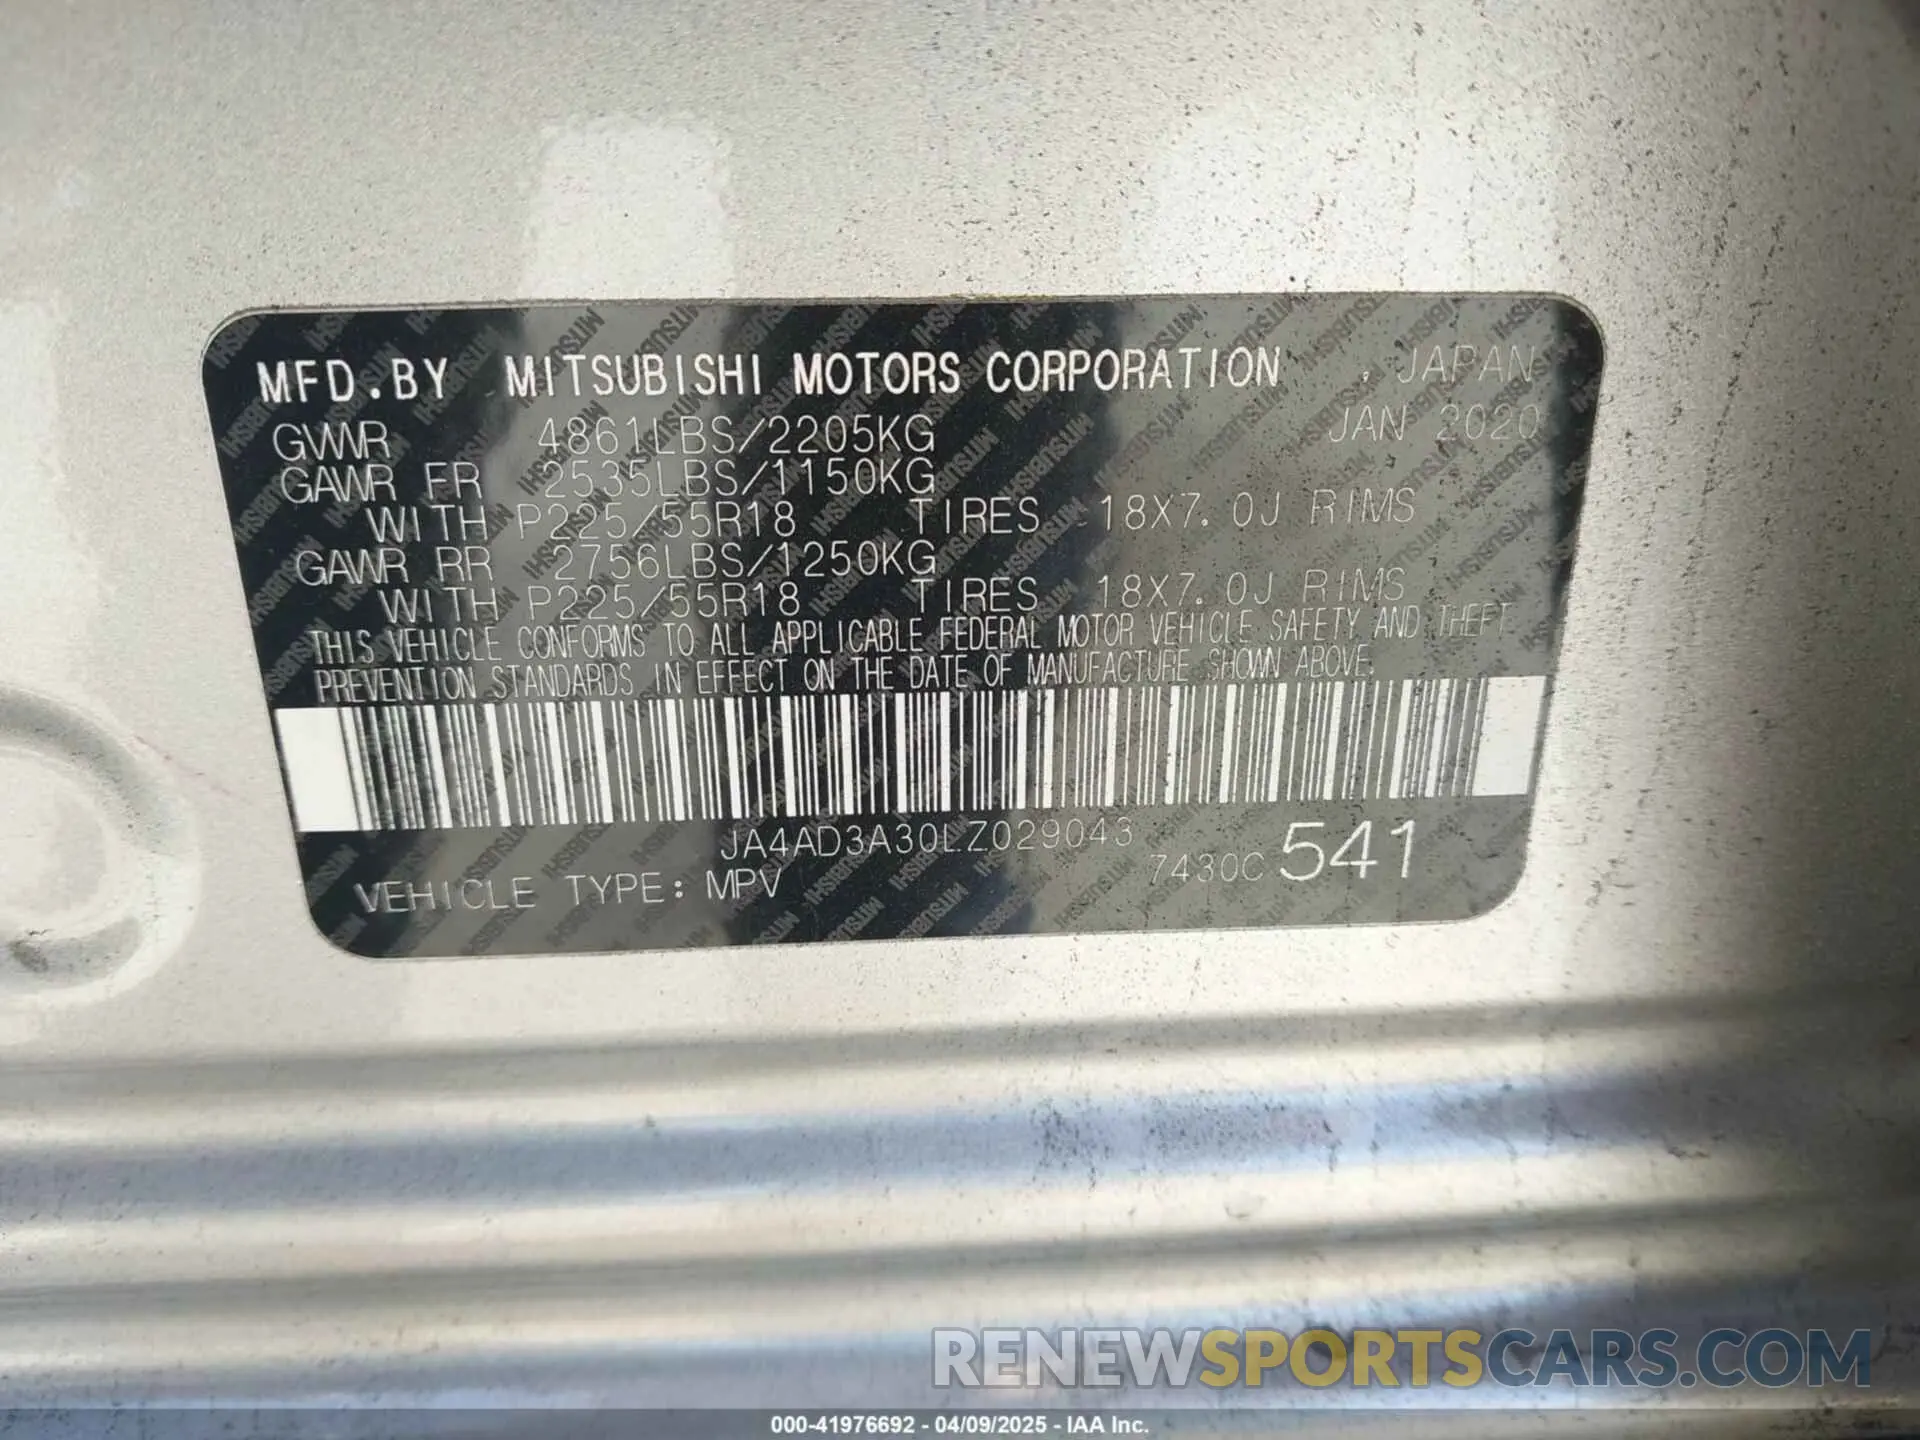 MFD.BY MITSUBISHI MOTORS CORPORATION , JAPAN
GVWR 4861LBS/2205KG JAN 2020
GAWR FR 2535LBS/1150KG
WITH P225/55R18 TIRES 18X7.0J RIMS
GAWR RR 2756LBS/1250KG
WITH P225/55R18 TIRES 18X7.0J RIMS
THIS VEHICLE CONFORMS TO ALL APPLICABLE FEDERAL MOTOR VEHICLE SAFETY AND THEFT
PREVENTION STANDARDS IN EFFECT ON THE DATE OF MANUFACTURE SHOWN ABOVE.
JA4AD3A30LZ029043
VEHICLE TYPE: MPV 7430C 541
RENEWSPORTSCARS.COM
000-41976692 - 04/09/2025 - IAA Inc.